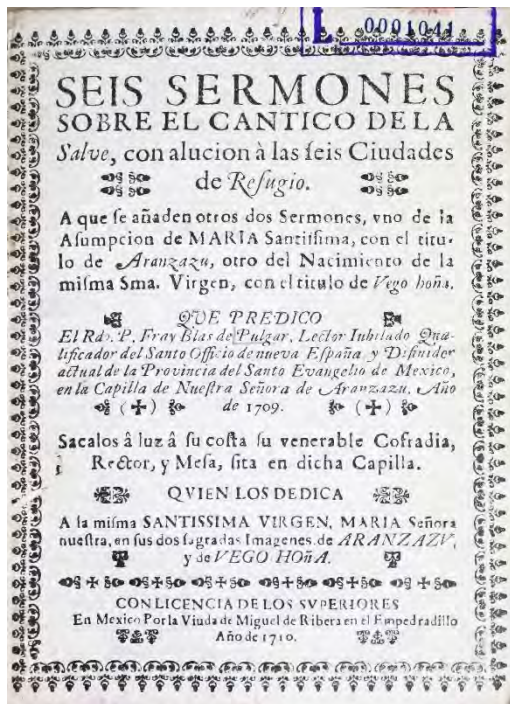 0001041
SEIS SERMONES
SOBRE EL CANTICO DE LA
Salve, con alucion à las ſeis Ciudades
de Refugio.
A que ſe añaden otros dos Sermones, vno de la
Aſumpcion de MARIA Santiſsima, con el titu-
lo de Aranzazu, otro del Nacimiento de la
miſma Sma. Virgen, con el titulo de Vego hoña.
QVE PREDICO
El Rdo. P. Fray Blas de Pulgar, Lector Iubilado Qua-
lificador del Santo Officio de nueva Eſpaña, y Difinider
actual de la Provincia del Santo Evangelio de Mexico,
en la Capilla de Nueſtra Señora de Aranzazu. Año
(✠) de 1709. (✠)
Sacalos â luz â ſu coſta ſu venerable Cofradia,
Rector, y Meſa, ſita en dicha Capilla.
QVIEN LOS DEDICA
A la miſma SANTISSIMA VIRGEN, MARIA Señora
nueſtra, en ſus dos ſagradas Imagenes, de ARANZAZV,
y de VEGO HOñA.
CON LICENCIA DE LOS SVPERIORES
En Mexico Por la Viuda de Miguel de Ribera en el Empedradillo
Año de 1710.